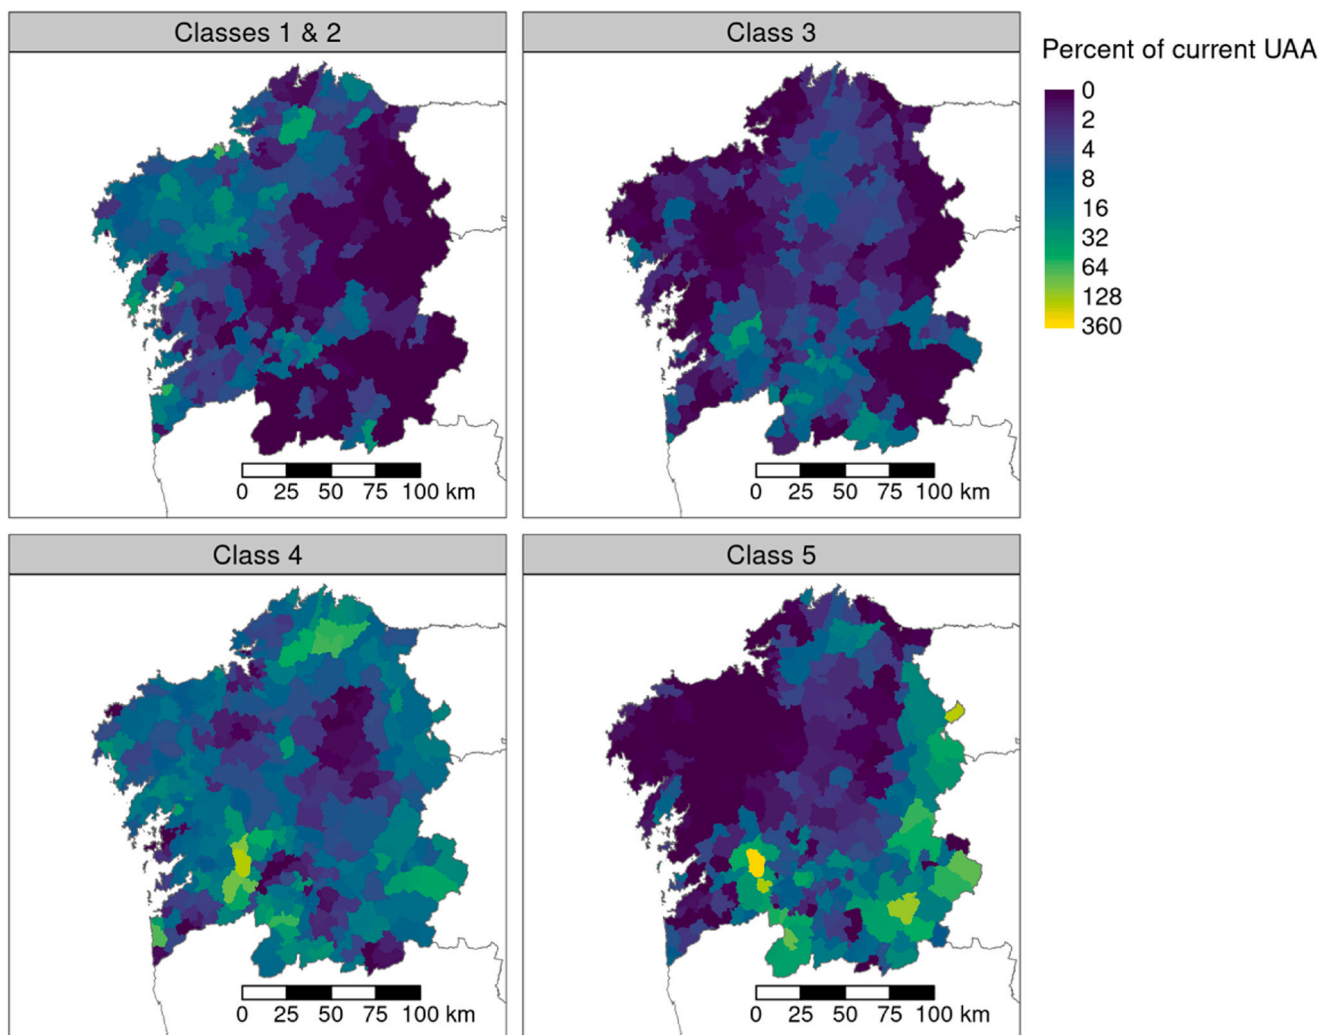 Classes 1 & 2
Class 3
Percent of current UAA
0
2
4
8
16
32
64
128
360
0 25 50 75 100 km
0 25 50 75 100 km
Class 4
Class 5
0 25 50 75 100 km
0 25 50 75 100 km